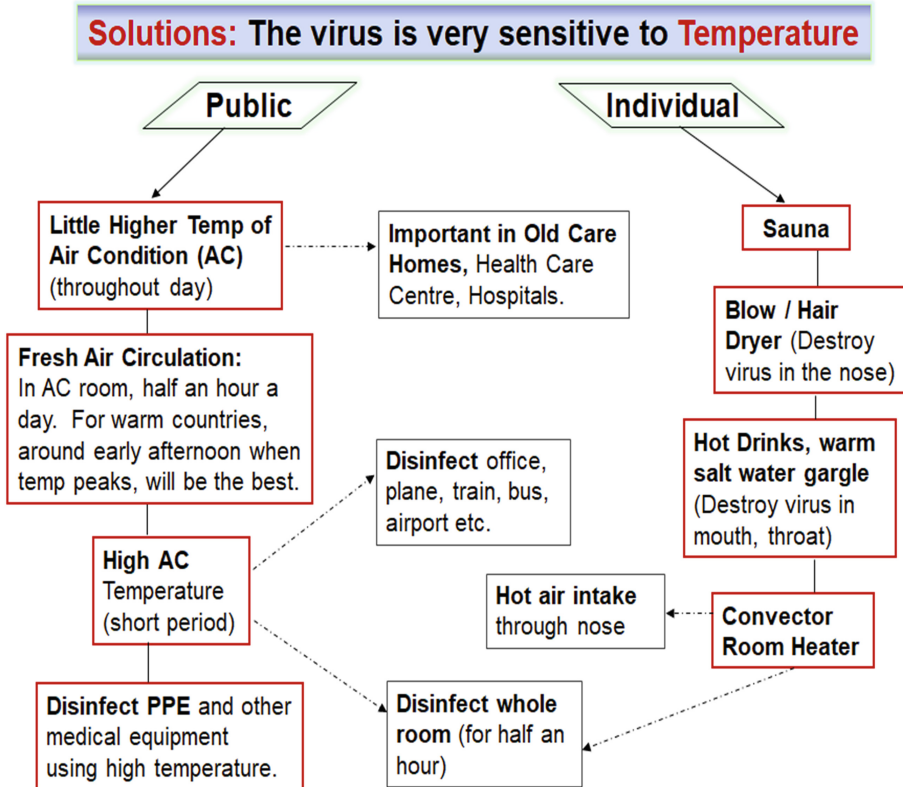 Solutions: The virus is very sensitive to Temperature
Public
Individual
Little Higher Temp of
Air Condition (AC)
(throughout day)
Important in Old Care
Homes, Health Care
Centre, Hospitals.
Sauna
Blow / Hair
Dryer (Destroy
virus in the nose)
Fresh Air Circulation:
In AC room, half an hour a
day. For warm countries,
around early afternoon when
temp peaks, will be the best.
Disinfect office,
plane, train, bus,
airport etc.
Hot Drinks, warm
salt water gargle
(Destroy virus in
mouth, throat)
High AC
Temperature
(short period)
Hot air intake
through nose
Convector
Room Heater
Disinfect PPE and other
medical equipment
using high temperature.
Disinfect whole
room (for half an
hour)